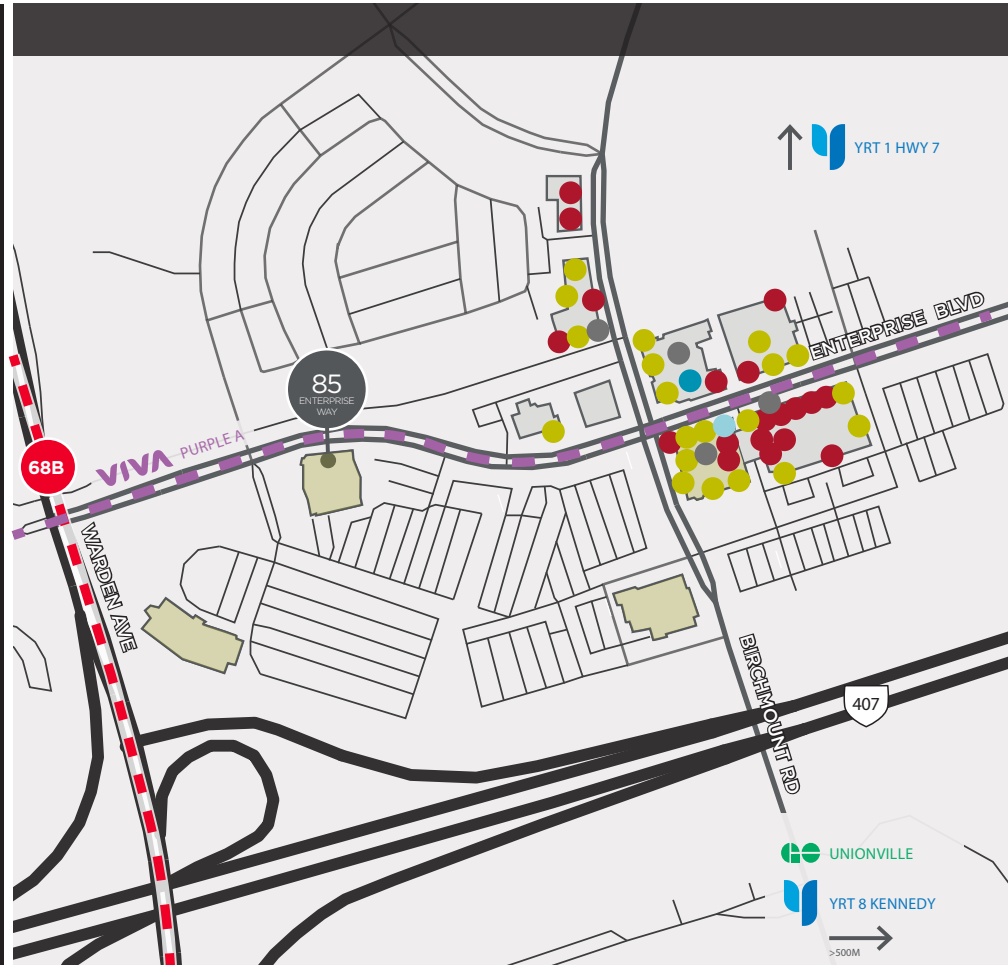 YRT 1 HWY 7
ENTERPRISE BLVD
85
ENTERPRISE
WAY
VIVA PURPLE A
68B
WARDEN AVE
BIRCHMOUNT RD
407
UNIONVILLE
YRT 8 KENNEDY
>500M